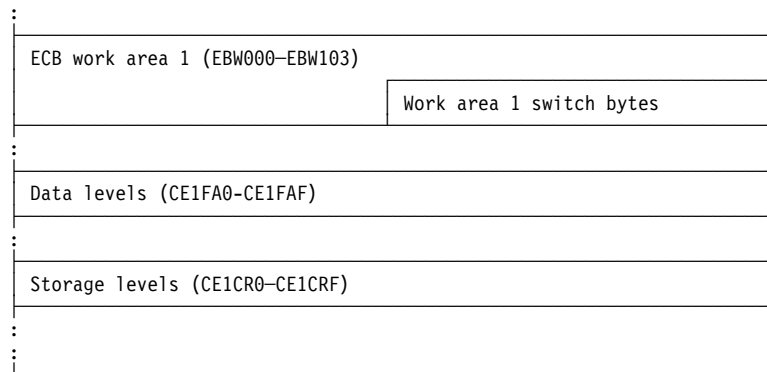 ECB work area 1 (EBW000—EBW103)
Work area 1 switch bytes
Data levels (CE1FA0-CE1FAF)
Storage levels (CE1CR0—CE1CRF)